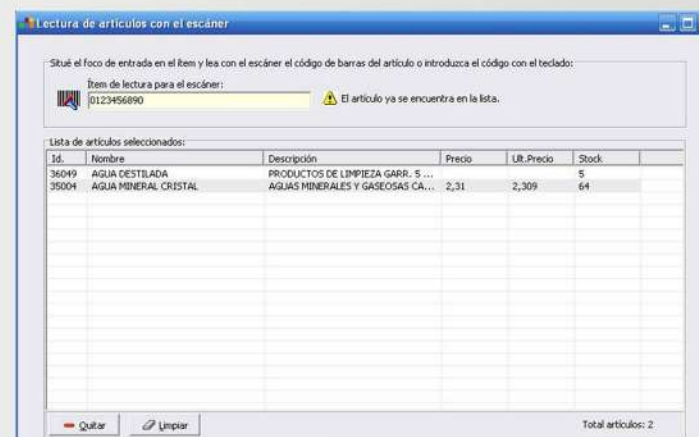 Lectura de artículos con el escáner
Situé el foco de entrada en el ítem y lea con el escáner el código de barras del artículo o introduzca el código con el teclado:
Ítem de lectura para el escáner:
0123456890
El artículo ya se encuentra en la lista.
Lista de artículos seleccionados:
Id. Nombre Descripción Precio Ult.Precio Stock
36049 AGUA DESTILADA PRODUCTOS DE LIMPIEZA GARR. 5 ... 5
35004 AGUA MINERAL CRISTAL AGUAS MINERALES Y GASEOSAS CA... 2,31 2,309 64
Quitar Limpiar Total artículos: 2